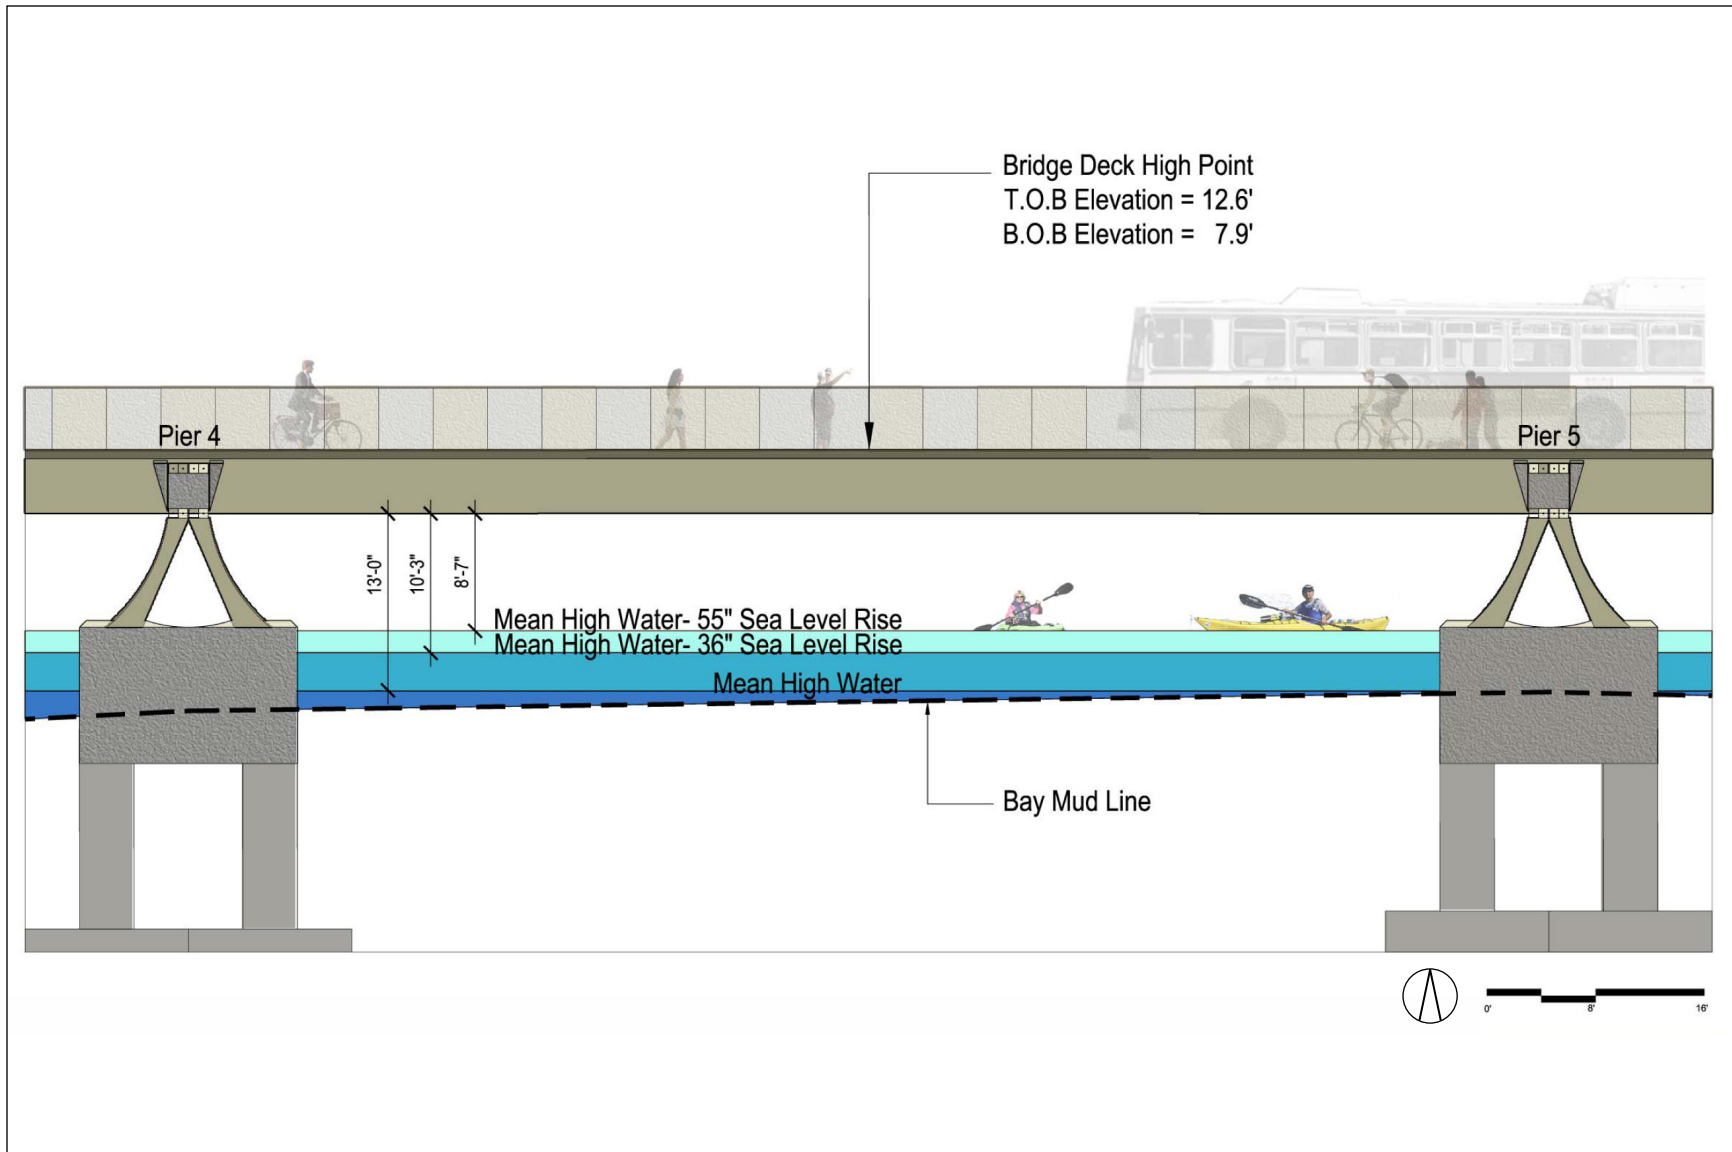 Bridge Deck High Point
T.O.B Elevation = 12.6'
B.O.B Elevation = 7.9'
Pier 4
Pier 5
13'-0"
10'-3"
8'-7"
Mean High Water- 55" Sea Level Rise
Mean High Water- 36" Sea Level Rise
Mean High Water
Bay Mud Line
0'
8'
16'